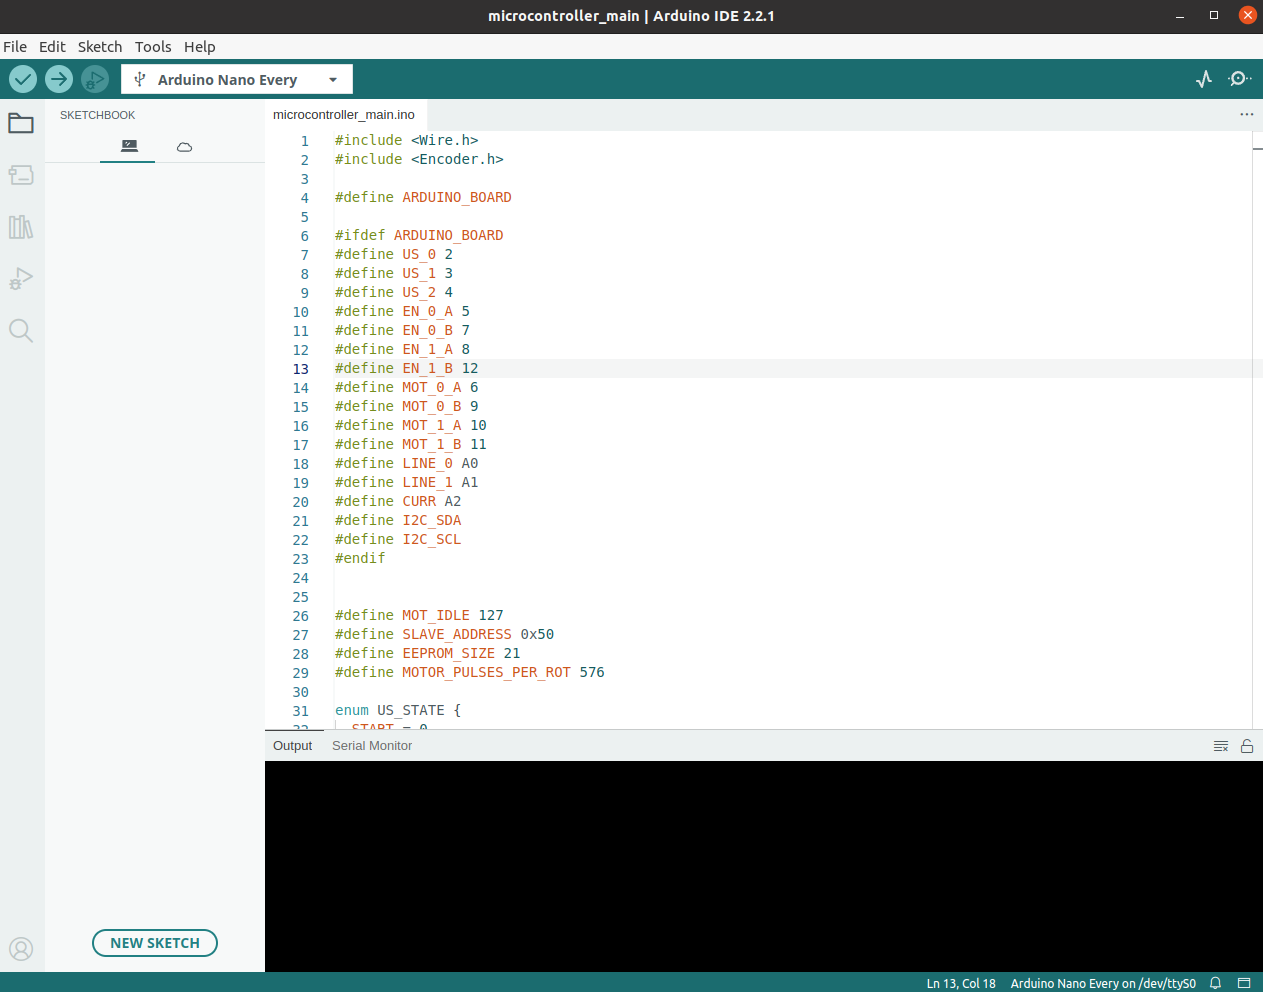 microcontroller_main | Arduino IDE 2.2.1
File Edit Sketch Tools Help
Arduino Nano Every
SKETCHBOOK
microcontroller_main.ino
1 #include <Wire.h>
2 #include <Encoder.h>
3
4 #define ARDUINO_BOARD
5
6 #ifdef ARDUINO_BOARD
7 #define US_0 2
8 #define US_1 3
9 #define US_2 4
10 #define EN_0_A 5
11 #define EN_0_B 7
12 #define EN_1_A 8
13 #define EN_1_B 12
14 #define MOT_0_A 6
15 #define MOT_0_B 9
16 #define MOT_1_A 10
17 #define MOT_1_B 11
18 #define LINE_0 A0
19 #define LINE_1 A1
20 #define CURR A2
21 #define I2C_SDA
22 #define I2C_SCL
23 #endif
24
25
26 #define MOT_IDLE 127
27 #define SLAVE_ADDRESS 0x50
28 #define EEPROM_SIZE 21
29 #define MOTOR_PULSES_PER_ROT 576
30
31 enum US_STATE {
32 START = 0
Output Serial Monitor
NEW SKETCH
Ln 13, Col 18 Arduino Nano Every on /dev/ttyS0